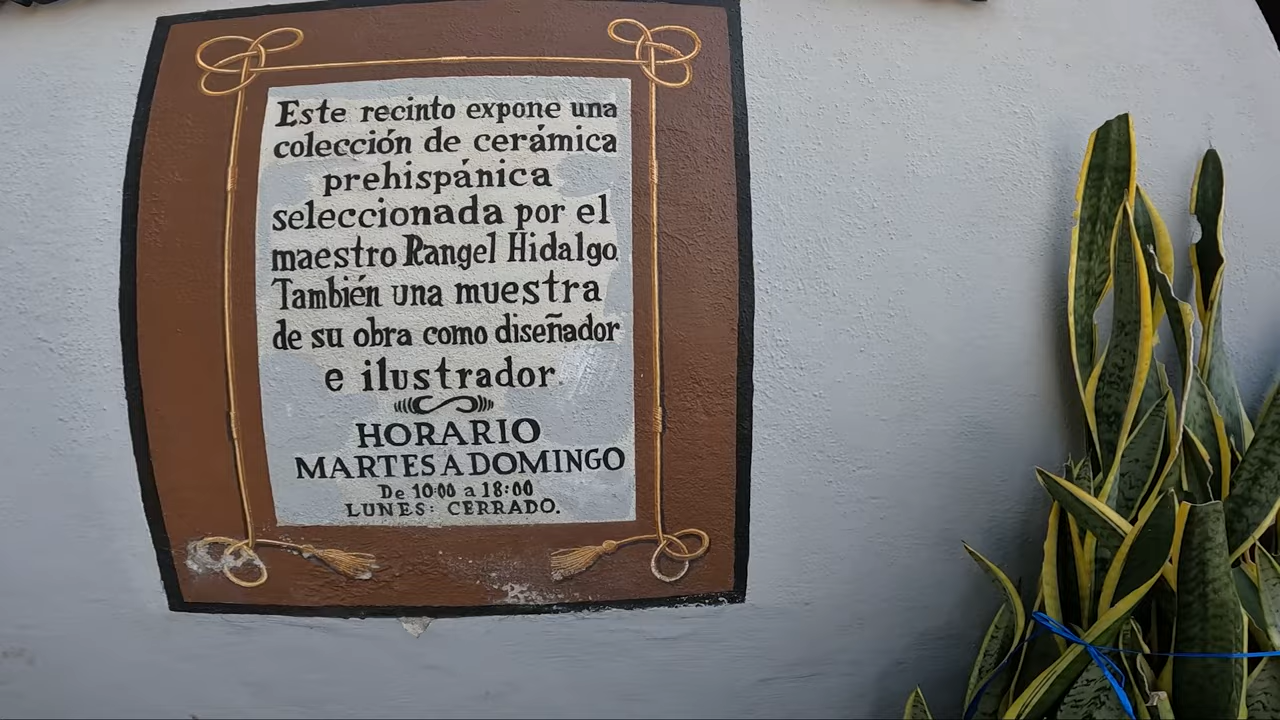 Este recinto expone una
colección de cerámica
prehispánica
seleccionada por el
maestro Rangel Hidalgo.
También una muestra
de su obra como diseñador
e ilustrador.
HORARIO
MARTES A DOMINGO
De 10:00 a 18:00
LUNES: CERRADO.